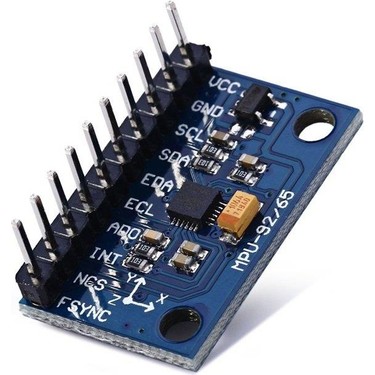 VCC
GND
SCL
SDA
EDA
ECL
ADO
INT
NCS
FSYNC
Y
Z X
MPU-92/65